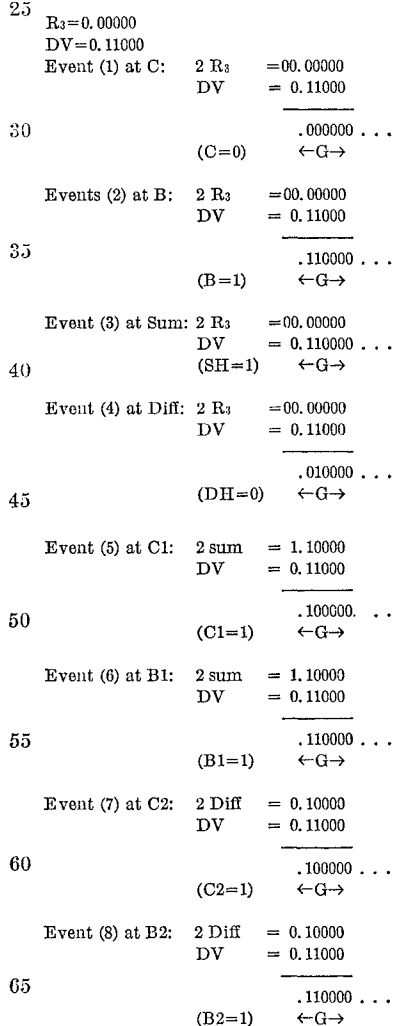 25
R₃=0.00000
DV=0.11000
Event (1) at C: 2 R₃ =00.00000
DV = 0.11000
30 .000000 . . .
(C=0) ←G→
Events (2) at B: 2 R₃ =00.00000
DV = 0.11000
35 .110000 . . .
(B=1) ←G→
Event (3) at Sum: 2 R₃ =00.00000
DV = 0.110000 . . .
40 (SH=1) ←G→
Event (4) at Diff: 2 R₃ =00.00000
DV = 0.11000
.010000 . . .
45 (DH=0) ←G→
Event (5) at C1: 2 sum = 1.10000
DV = 0.11000
50 .100000. . .
(C1=1) ←G→
Event (6) at B1: 2 sum = 1.10000
DV = 0.11000
55 .110000 . . .
(B1=1) ←G→
Event (7) at C2: 2 Diff = 0.10000
DV = 0.11000
60 .100000 . . .
(C2=1) ←G→
Event (8) at B2: 2 Diff = 0.10000
DV = 0.11000
65 .110000 . . .
(B2=1) ←G→